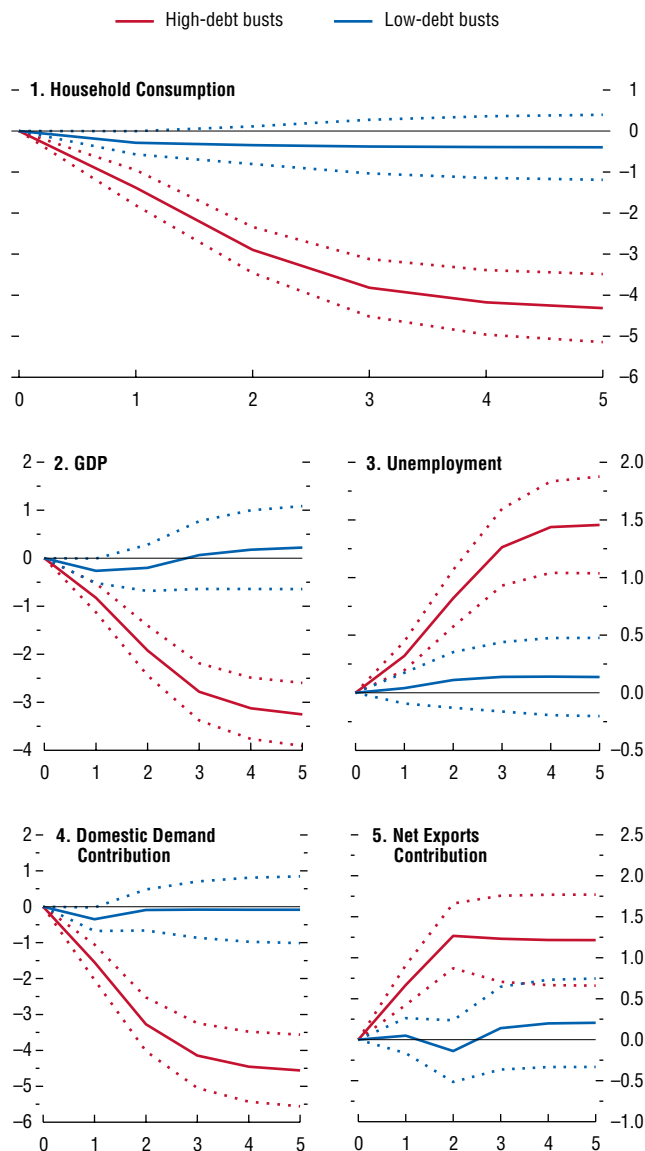 High-debt busts Low-debt busts
1. Household Consumption
1
0
–1
–2
–3
–4
–5
–6
0 1 2 3 4 5
2. GDP
2
1
0
–1
–2
–3
–4
0 1 2 3 4 5
3. Unemployment
2.0
1.5
1.0
0.5
0.0
–0.5
0 1 2 3 4 5
4. Domestic Demand
Contribution
2
1
0
–1
–2
–3
–4
–5
–6
0 1 2 3 4 5
5. Net Exports
Contribution
2.5
2.0
1.5
1.0
0.5
0.0
–0.5
–1.0
0 1 2 3 4 5